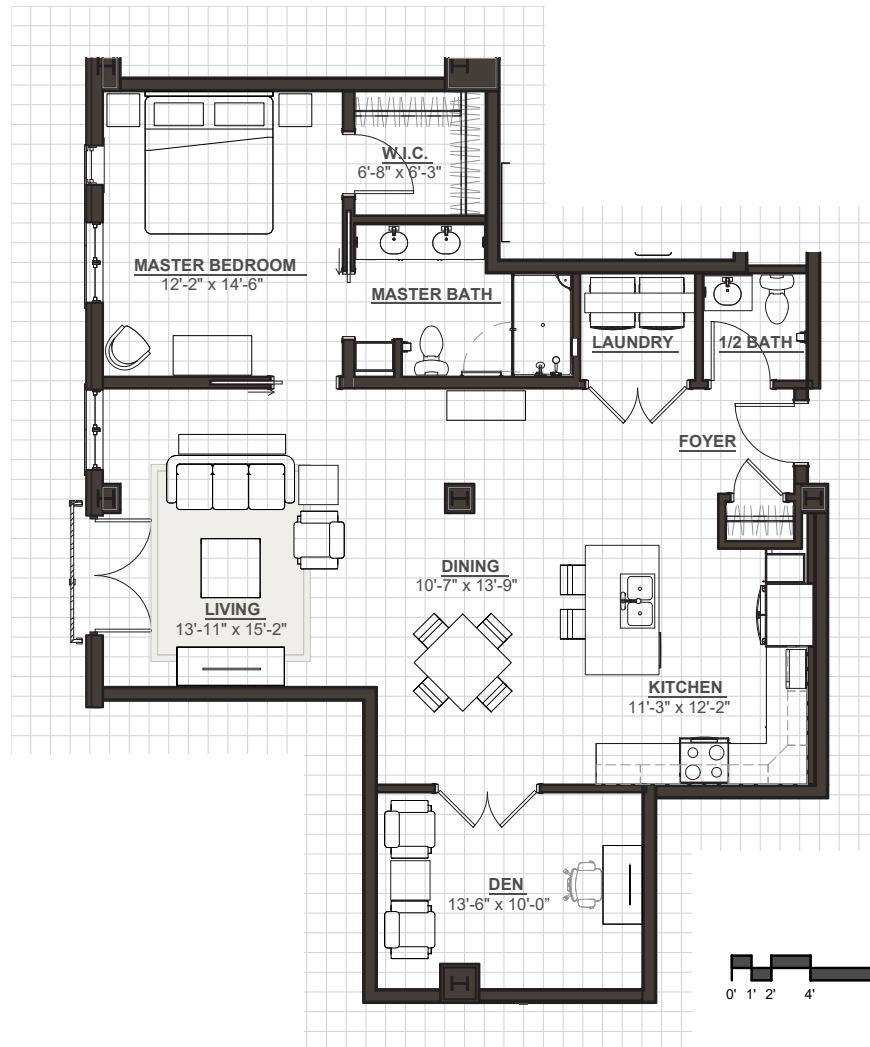 W.I.C.
6'-8" x 6'-3"
MASTER BEDROOM
12'-2" x 14'-6"
MASTER BATH
LAUNDRY
1/2 BATH
FOYER
DINING
10'-7" x 13'-9"
LIVING
13'-11" x 15'-2"
KITCHEN
11'-3" x 12'-2"
DEN
13'-6" x 10'-0”
0' 1' 2' 4'